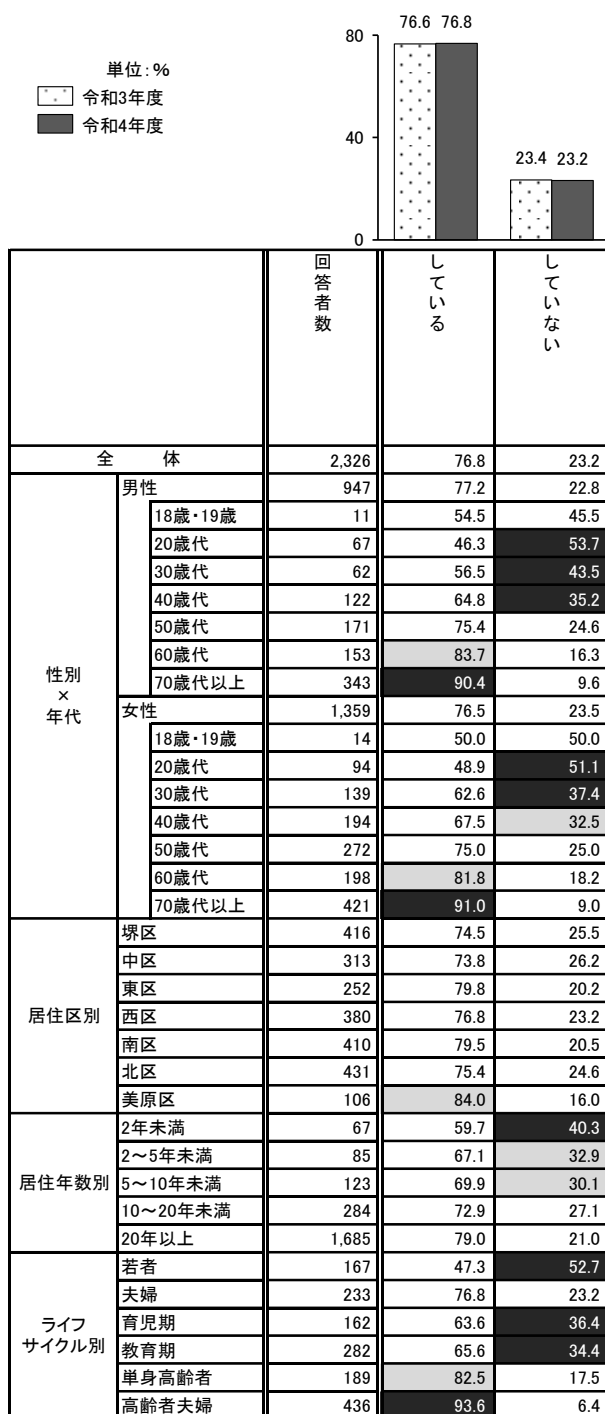 単位:%
令和3年度
令和4年度
76.6 76.8
80
40
23.4 23.2
0
回答者数 している していない
全 体 2,326 76.8 23.2
性別×年代
男性 947 77.2 22.8
18歳・19歳 11 54.5 45.5
20歳代 67 46.3 53.7
30歳代 62 56.5 43.5
40歳代 122 64.8 35.2
50歳代 171 75.4 24.6
60歳代 153 83.7 16.3
70歳代以上 343 90.4 9.6
女性 1,359 76.5 23.5
18歳・19歳 14 50.0 50.0
20歳代 94 48.9 51.1
30歳代 139 62.6 37.4
40歳代 194 67.5 32.5
50歳代 272 75.0 25.0
60歳代 198 81.8 18.2
70歳代以上 421 91.0 9.0
居住区別
堺区 416 74.5 25.5
中区 313 73.8 26.2
東区 252 79.8 20.2
西区 380 76.8 23.2
南区 410 79.5 20.5
北区 431 75.4 24.6
美原区 106 84.0 16.0
居住年数別
2年未満 67 59.7 40.3
2~5年未満 85 67.1 32.9
5~10年未満 123 69.9 30.1
10~20年未満 284 72.9 27.1
20年以上 1,685 79.0 21.0
ライフ
サイクル別
若者 167 47.3 52.7
夫婦 233 76.8 23.2
育児期 162 63.6 36.4
教育期 282 65.6 34.4
単身高齢者 189 82.5 17.5
高齢者夫婦 436 93.6 6.4